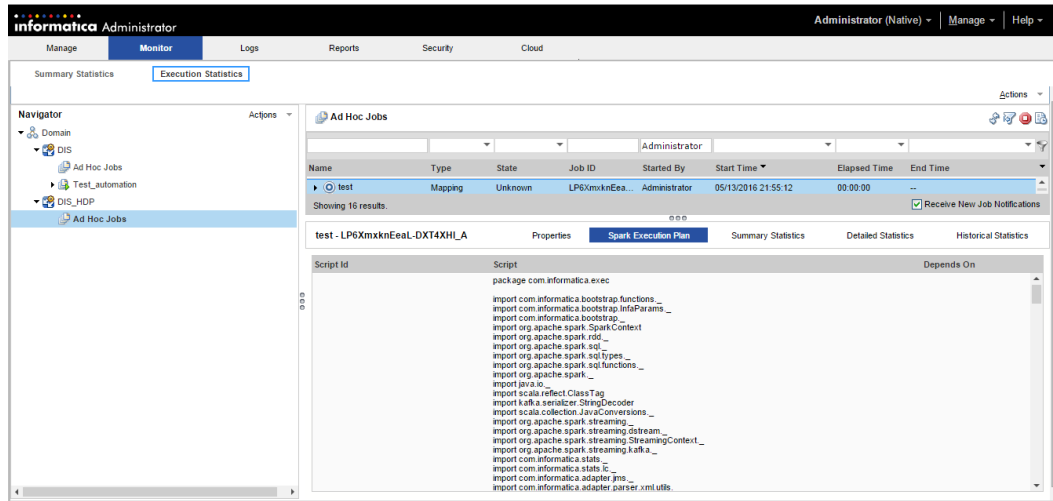 informatica Administrator
Administrator (Native) Manage Help
Manage Monitor Logs Reports Security Cloud
Summary Statistics Execution Statistics
Actions
Navigator Actions
Domain
DIS
Ad Hoc Jobs
Test_automation
DIS_HDP
Ad Hoc Jobs
Ad Hoc Jobs
Administrator
Name Type State Job ID Started By Start Time Elapsed Time End Time
test Mapping Unknown LP6XmxknEea... Administrator 05/13/2016 21:55:12 00:00:00 --
Showing 16 results. Receive New Job Notifications
test - LP6XmxknEeaL-DXT4XHI_A Properties Spark Execution Plan Summary Statistics Detailed Statistics Historical Statistics
Script Id Script Depends On
package com.informatica.exec
import com.informatica.bootstrap.functions._
import com.informatica.bootstrap.InfaParams._
import com.informatica.bootstrap._
import org.apache.spark.SparkContext
import org.apache.spark.rdd._
import org.apache.spark.sql._
import org.apache.spark.sql.types._
import org.apache.spark.sql.functions._
import org.apache.spark._
import java.io._
import scala.reflect.ClassTag
import kafka.serializer.StringDecoder
import scala.collection.JavaConversions._
import org.apache.spark.streaming._
import org.apache.spark.streaming.dstream._
import org.apache.spark.streaming.StreamingContext._
import org.apache.spark.streaming.kafka._
import com.informatica.stats._
import com.informatica.stats.lc._
import com.informatica.adapter.jms._
import com.informatica.adapter.parser.xml.utils.